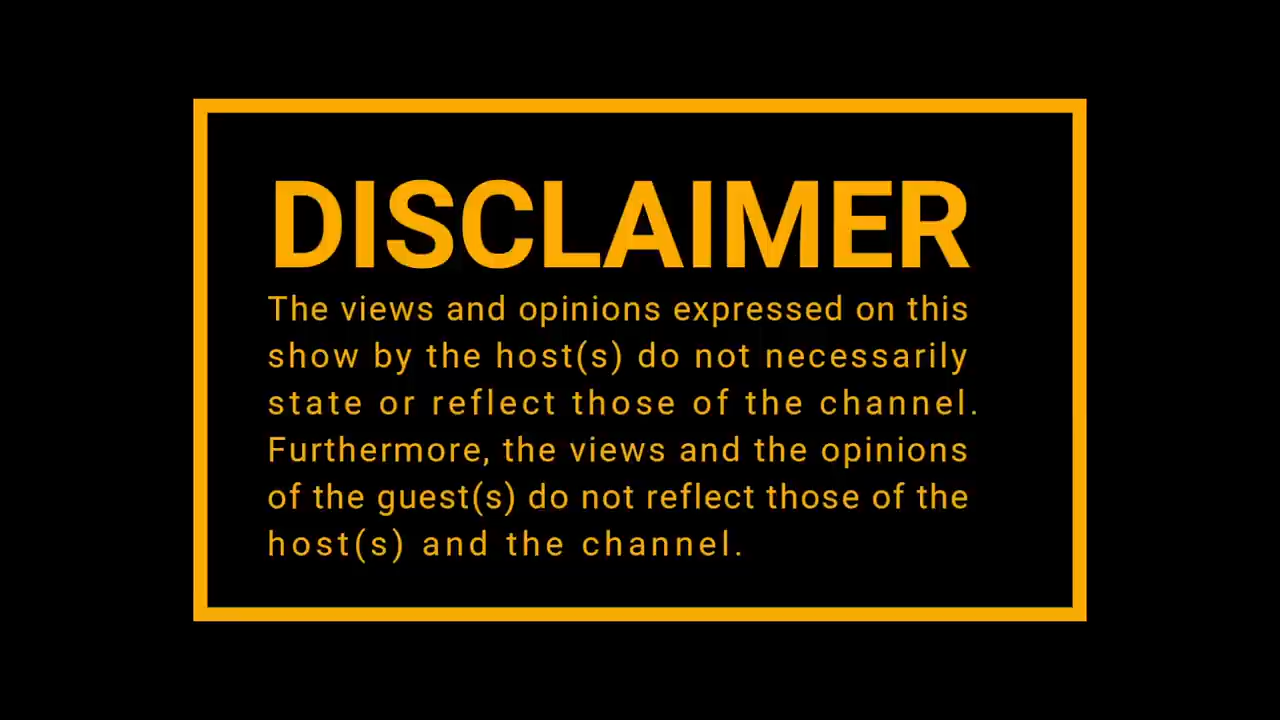 DISCLAIMER
The views and opinions expressed on this
show by the host(s) do not necessarily
state or reflect those of the channel.
Furthermore, the views and the opinions
of the guest(s) do not reflect those of the
host(s) and the channel.